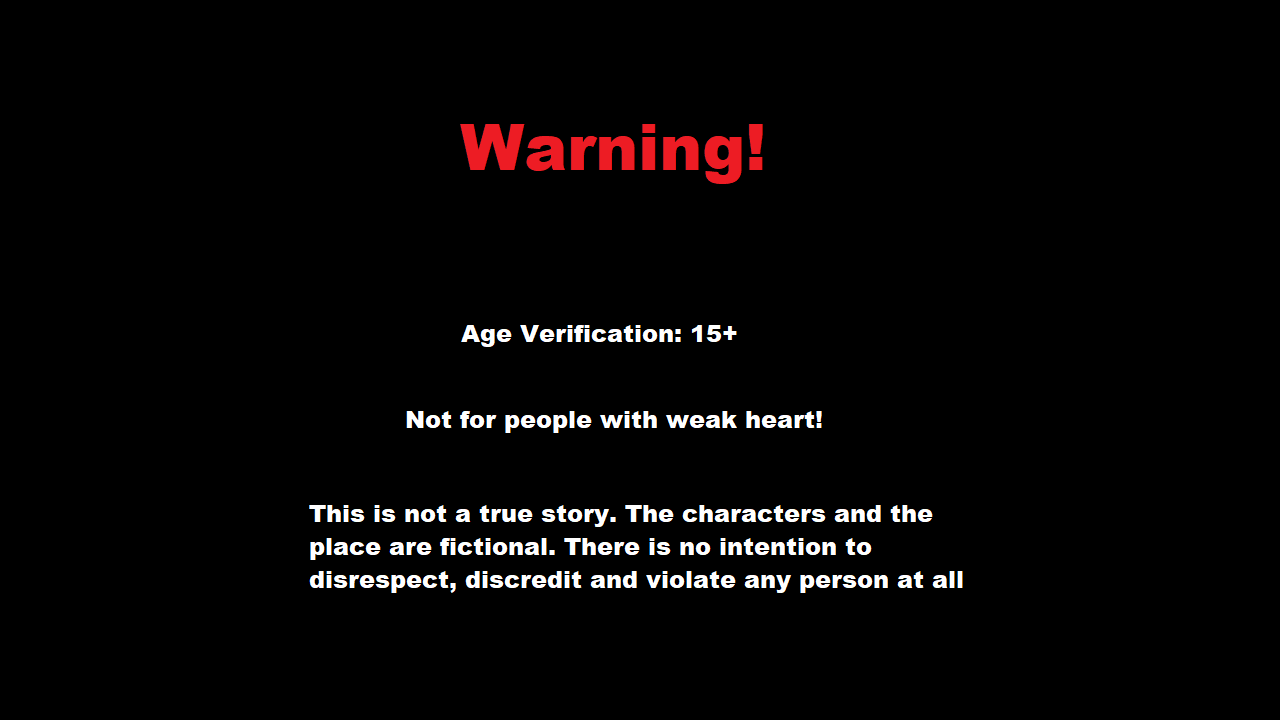 Warning!
Age Verification: 15+
Not for people with weak heart!
This is not a true story. The characters and the
place are fictional. There is no intention to
disrespect, discredit and violate any person at all